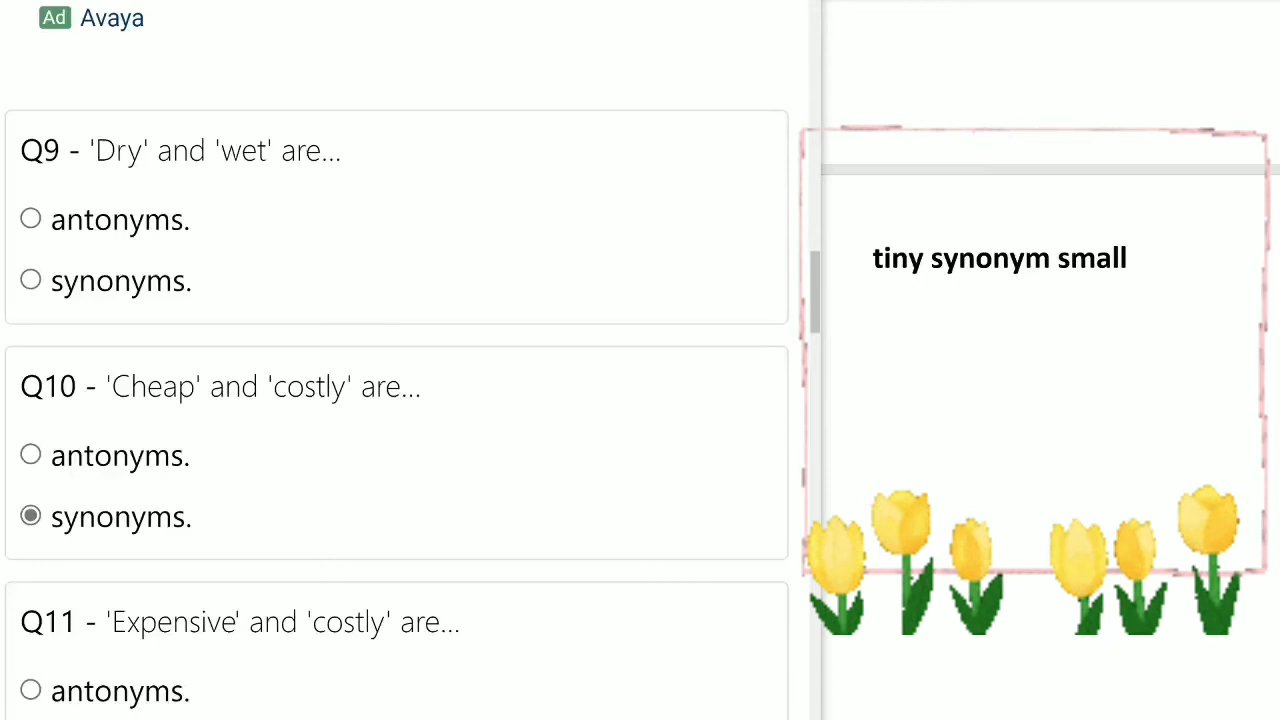 Ad Avaya
Q9 - 'Dry' and 'wet' are...
antonyms.
synonyms.
Q10 - 'Cheap' and 'costly' are...
antonyms.
synonyms.
Q11 - 'Expensive' and 'costly' are...
antonyms.
tiny synonym small